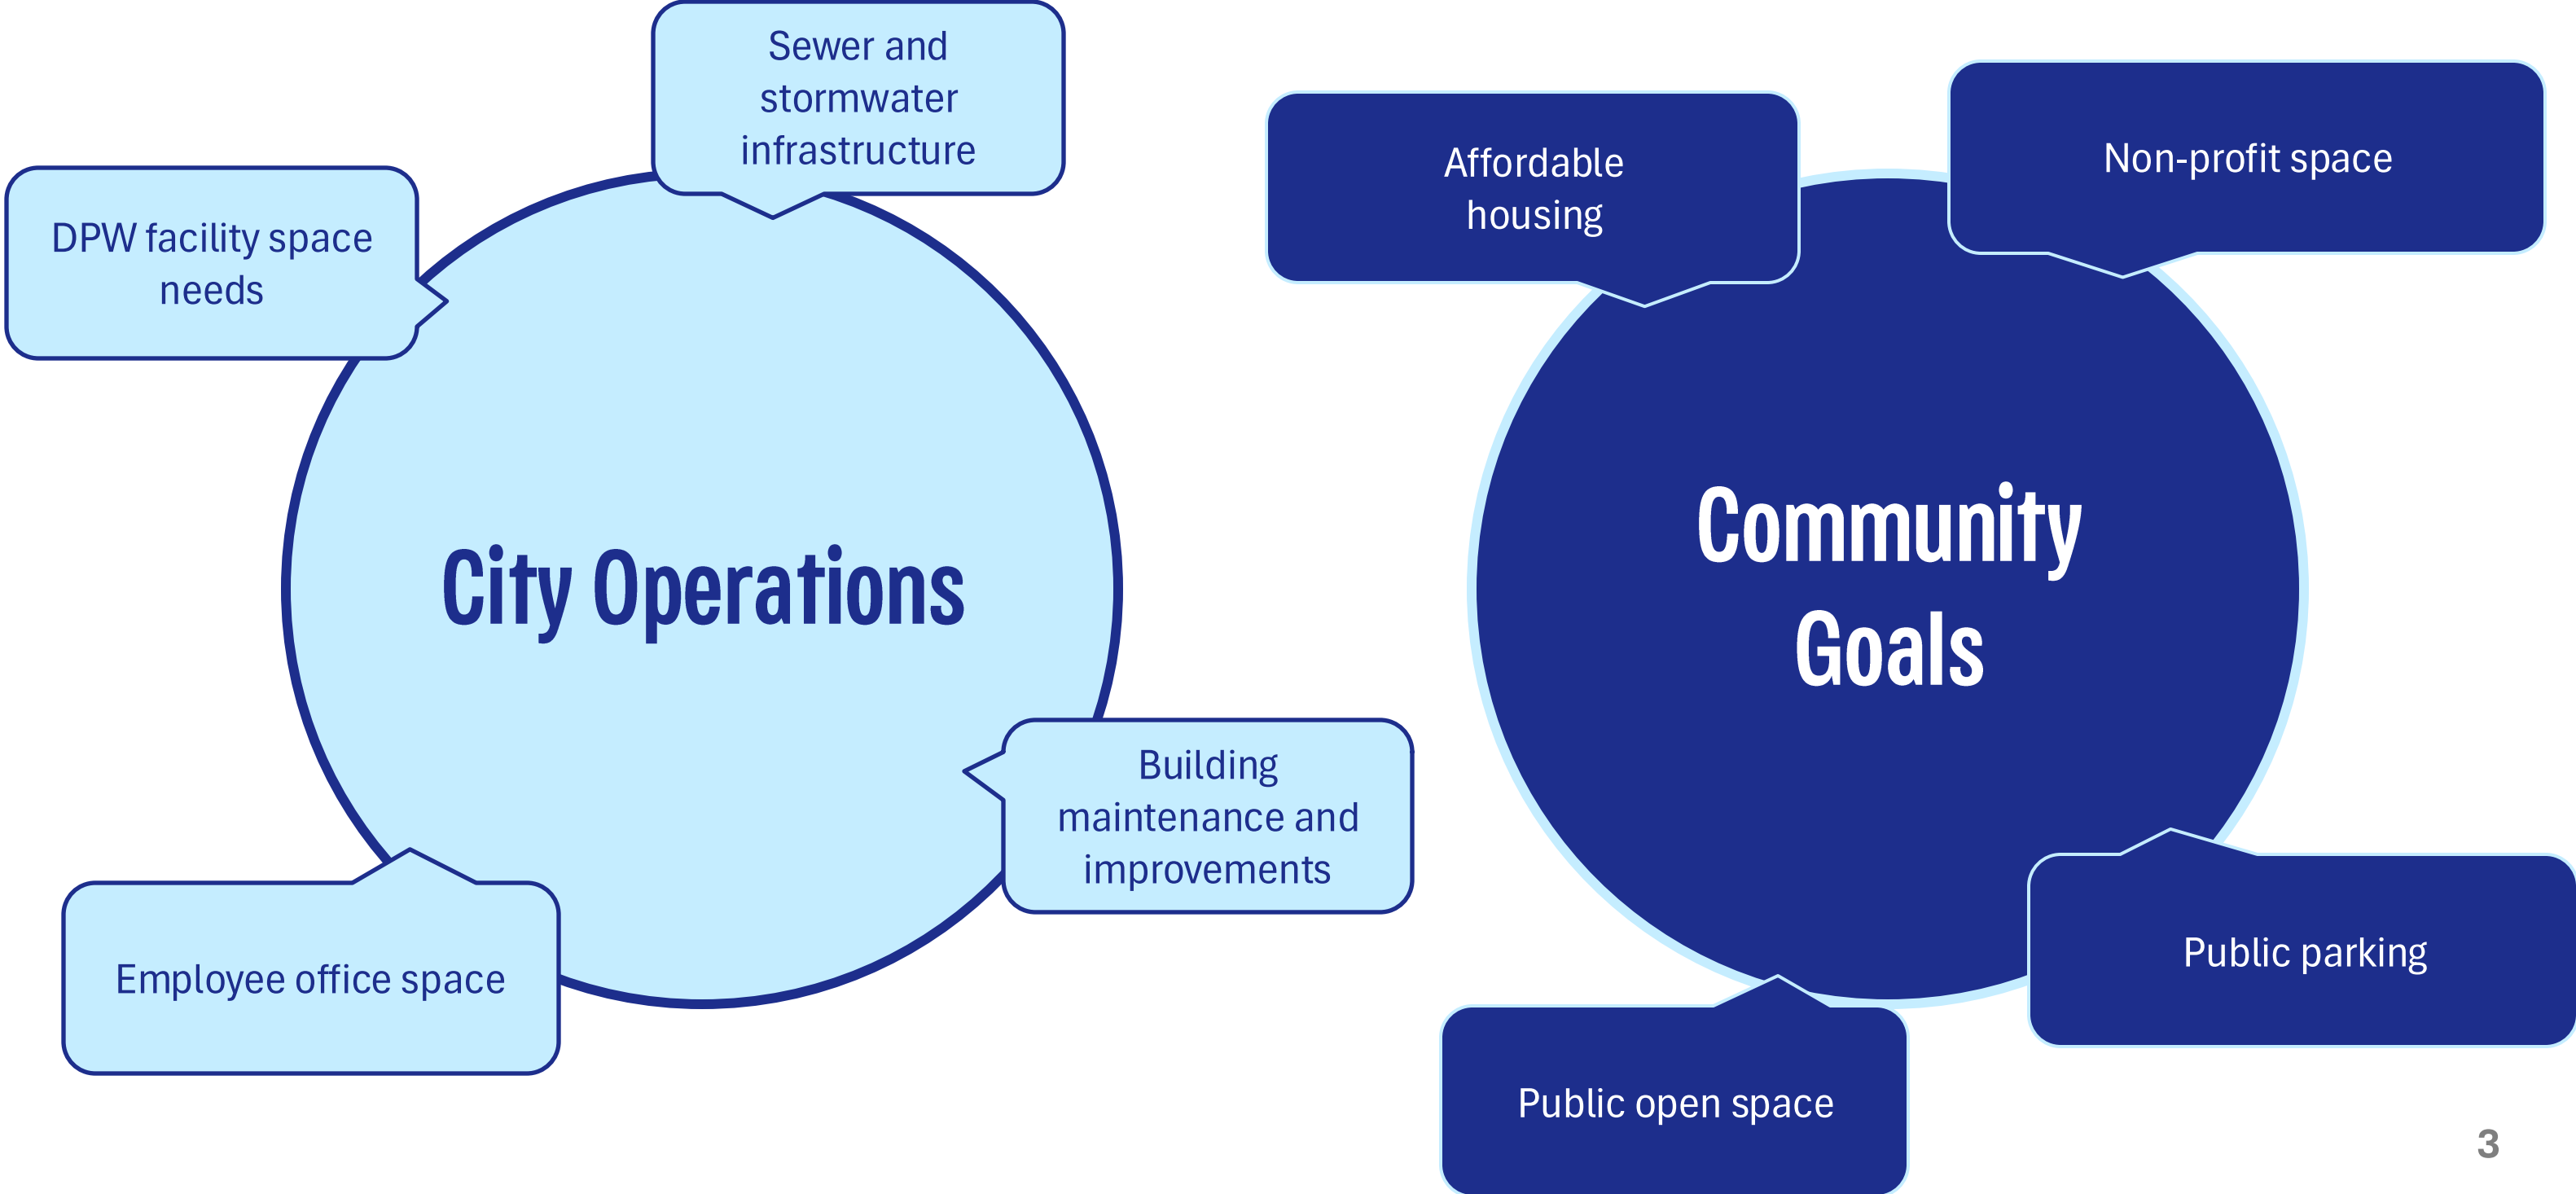 Sewer and
stormwater
infrastructure
DPW facility space
needs
City Operations
Building
maintenance and
improvements
Employee office space
Affordable
housing
Non-profit space
Community
Goals
Public parking
Public open space
3